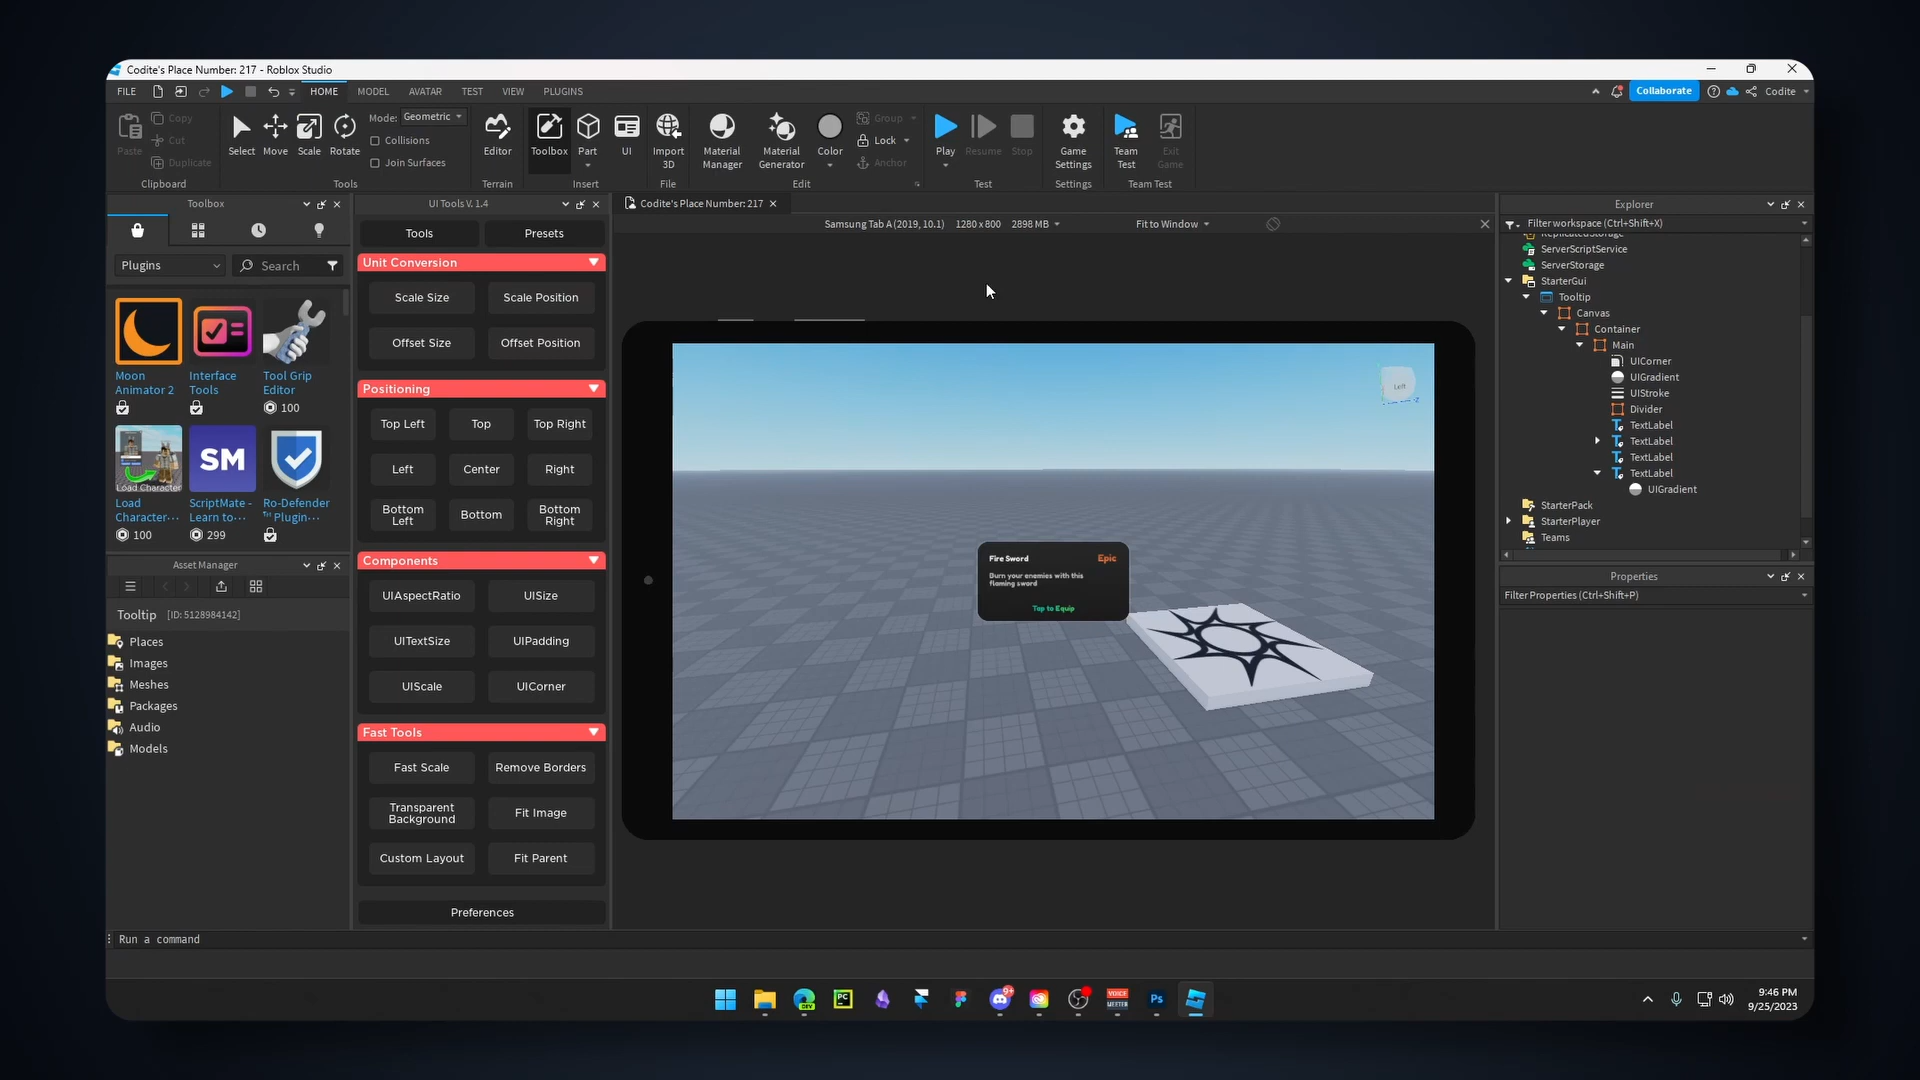 Codite's Place Number: 217 - Roblox Studio
FILE
HOME
MODEL
AVATAR
TEST
VIEW
PLUGINS
Collaborate
Codite
Paste
Copy
Cut
Duplicate
Clipboard
Select
Move
Scale
Rotate
Mode: Geometric
Collisions
Join Surfaces
Tools
Editor
Terrain
Toolbox
Part
UI
Insert
Import
3D
File
Material
Manager
Material
Generator
Color
Group
Lock
Anchor
Edit
Play
Resume
Stop
Test
Game
Settings
Settings
Team
Test
Exit
Game
Team Test
Toolbox
Plugins
Search
Moon
Animator 2
Interface
Tools
Tool Grip
Editor
100
Load Character
SM
Load
Character···
100
ScriptMate -
Learn to···
299
Ro-Defender
Plugin···
Asset Manager
Tooltip [ID: 5128984142]
Places
Images
Meshes
Packages
Audio
Models
UI Tools V. 1.4
Tools
Presets
Unit Conversion
Scale Size
Scale Position
Offset Size
Offset Position
Positioning
Top Left
Top
Top Right
Left
Center
Right
Bottom
Left
Bottom
Bottom
Right
Components
UIAspectRatio
UISize
UITextSize
UIPadding
UIScale
UICorner
Fast Tools
Fast Scale
Remove Borders
Transparent
Background
Fit Image
Custom Layout
Fit Parent
Preferences
Codite's Place Number: 217
Samsung Tab A (2019, 10.1) 1280 x 800 2898 MB
Fit to Window
Left
Fire Sword
Epic
Burn your enemies with this
flaming sword
Tap to Equip
Explorer
Filter workspace (Ctrl+Shift+X)
ReplicatedStorage
ServerScriptService
ServerStorage
StarterGui
Tooltip
Canvas
Container
Main
UICorner
UIGradient
UIStroke
Divider
TextLabel
TextLabel
TextLabel
TextLabel
UIGradient
StarterPack
StarterPlayer
Teams
Properties
Filter Properties (Ctrl+Shift+P)
Run a command
DEV
PC
9+
VOICE
MEETER
Ps
9:46 PM
9/25/2023